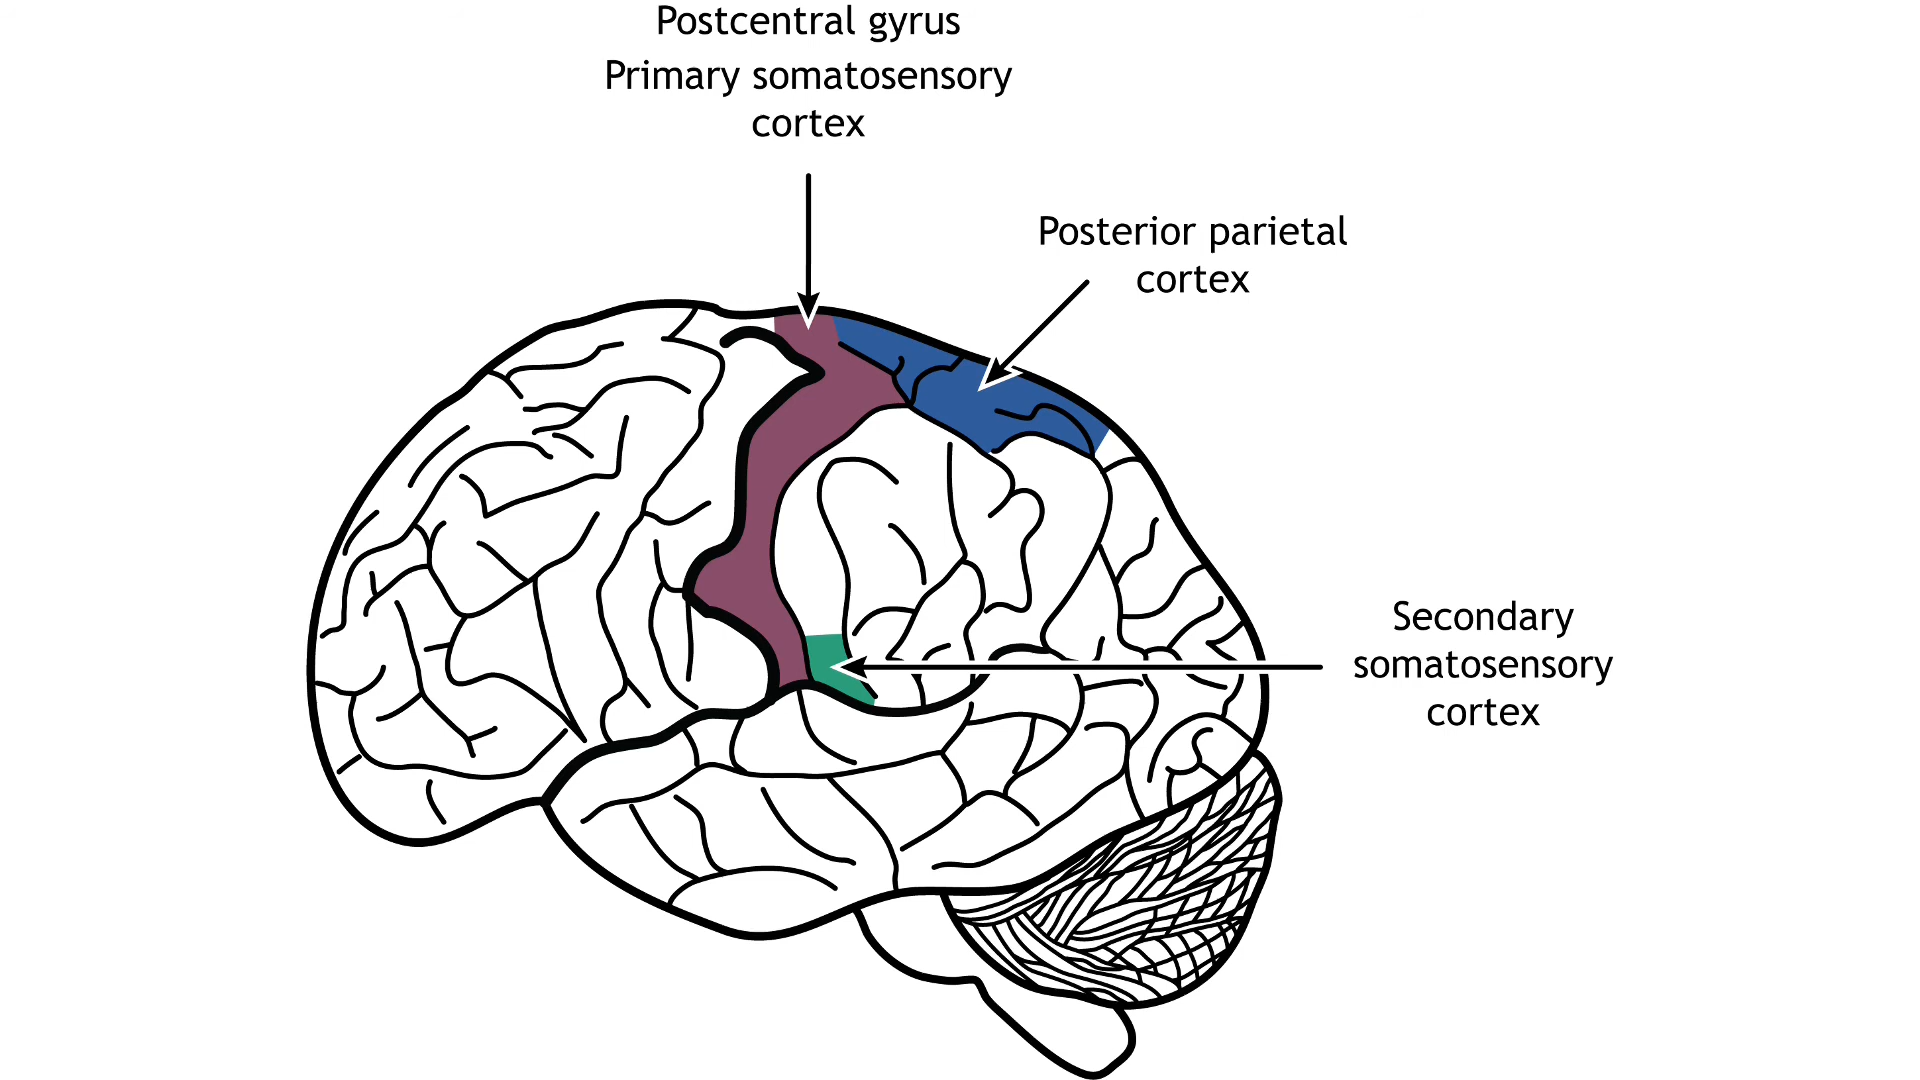 Postcentral gyrus
Primary somatosensory
cortex
Posterior parietal
cortex
Secondary
somatosensory
cortex